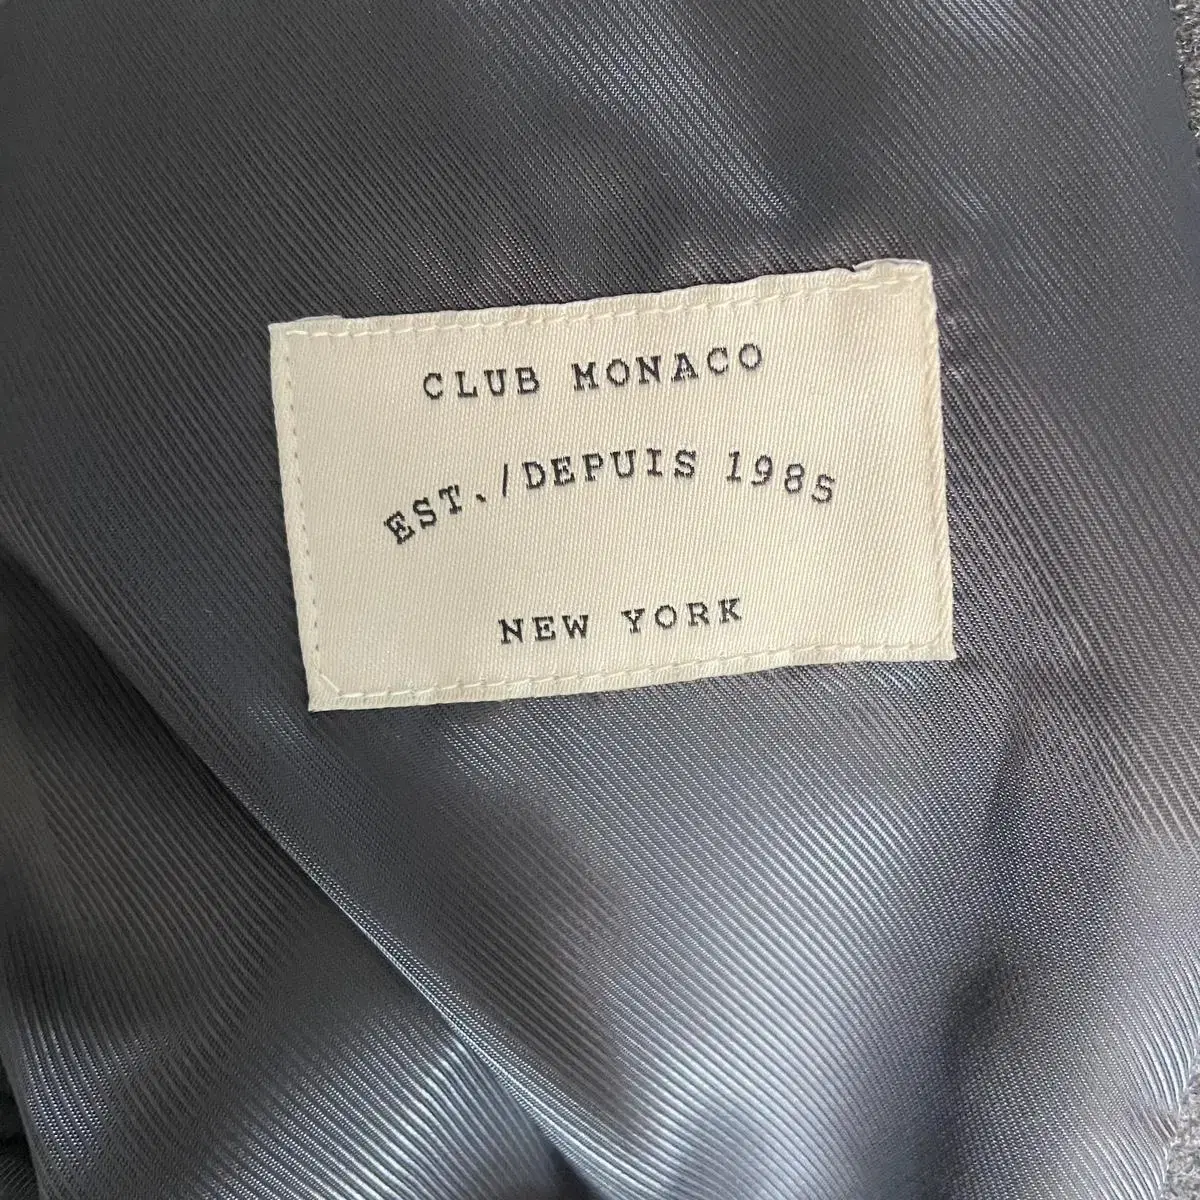 CLUB MONACO
EST./DEPUIS 1985
NEW YORK